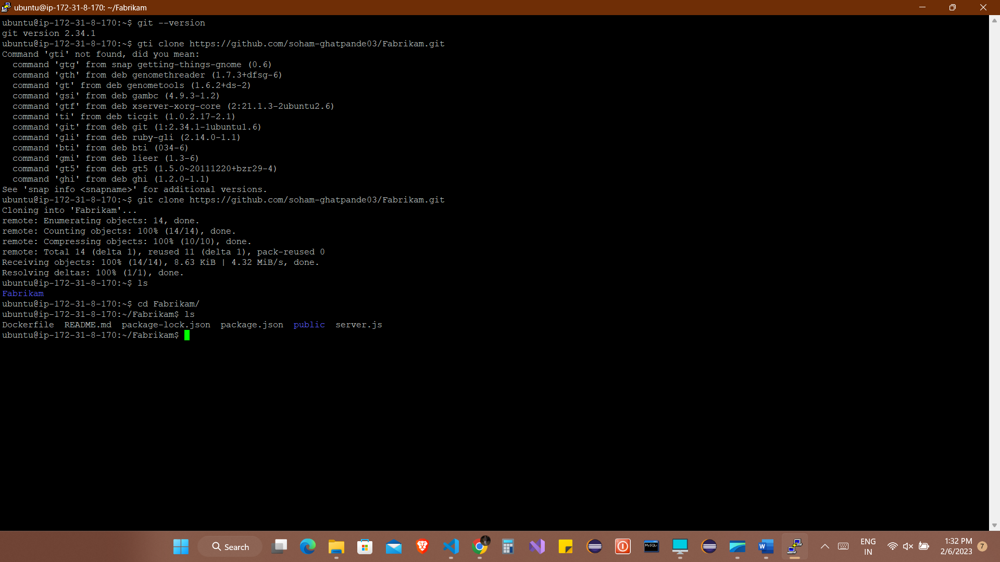 ubuntu@ip-172-31-8-170: ~/Fabrikam
ubuntu@ip-172-31-8-170:~$ git --version
git version 2.34.1
ubuntu@ip-172-31-8-170:~$ gti clone https://github.com/soham-ghatpande03/Fabrikam.git
Command 'gti' not found, did you mean:
  command 'gtg' from snap getting-things-gnome (0.6)
  command 'gth' from deb genomethreader (1.7.3+dfsg-6)
  command 'gt' from deb genometools (1.6.2+ds-2)
  command 'gsi' from deb gambc (4.9.3-1.2)
  command 'gtf' from deb xserver-xorg-core (2:21.1.3-2ubuntu2.6)
  command 'ti' from deb ticgit (1.0.2.17-2.1)
  command 'git' from deb git (1:2.34.1-1ubuntu1.6)
  command 'gli' from deb ruby-gli (2.14.0-1.1)
  command 'bti' from deb bti (034-6)
  command 'gmi' from deb lieer (1.3-6)
  command 'gt5' from deb gt5 (1.5.0~20111220+bzr29-4)
  command 'ghi' from deb ghi (1.2.0-1.1)
See 'snap info <snapname>' for additional versions.
ubuntu@ip-172-31-8-170:~$ git clone https://github.com/soham-ghatpande03/Fabrikam.git
Cloning into 'Fabrikam'...
remote: Enumerating objects: 14, done.
remote: Counting objects: 100% (14/14), done.
remote: Compressing objects: 100% (10/10), done.
remote: Total 14 (delta 1), reused 11 (delta 1), pack-reused 0
Receiving objects: 100% (14/14), 8.63 KiB | 4.32 MiB/s, done.
Resolving deltas: 100% (1/1), done.
ubuntu@ip-172-31-8-170:~$ ls
Fabrikam
ubuntu@ip-172-31-8-170:~$ cd Fabrikam/
ubuntu@ip-172-31-8-170:~/Fabrikam$ ls
Dockerfile  README.md  package-lock.json  package.json  public  server.js
ubuntu@ip-172-31-8-170:~/Fabrikam$
Search
MySQL
W
ENG
IN
1:32 PM
2/6/2023
7